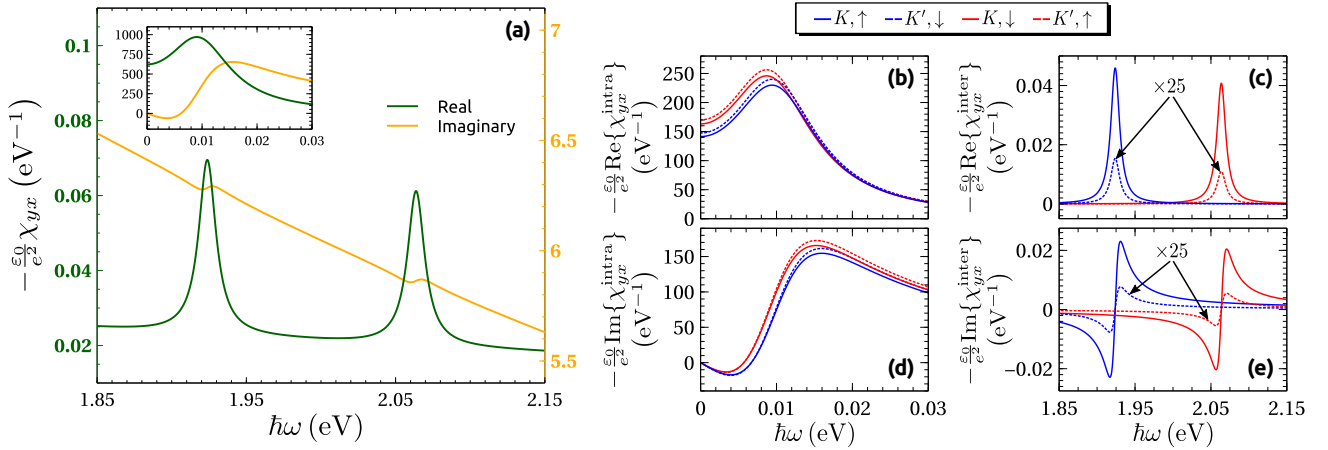 (a)
−ε₀/e² χ_yx (eV⁻¹)
0.1
0.08
0.06
0.04
0.02
7
6.5
6
5.5
1000
750
500
250
0
0 0.01 0.02 0.03
Real
Imaginary
1.85 1.95 2.05 2.15
ħω (eV)
K,↑ K′,↓ K,↓ K′,↑
(b)
−ε₀/e² Re{χ_yx^intra}
(eV⁻¹)
250
200
150
100
50
0
(c)
−ε₀/e² Re{χ_yx^inter}
(eV⁻¹)
0.04
0.02
0
×25
(d)
−ε₀/e² Im{χ_yx^intra}
(eV⁻¹)
150
100
50
0
0 0.01 0.02 0.03
ħω (eV)
(e)
−ε₀/e² Im{χ_yx^inter}
(eV⁻¹)
0.02
0
−0.02
×25
1.85 1.95 2.05 2.15
ħω (eV)